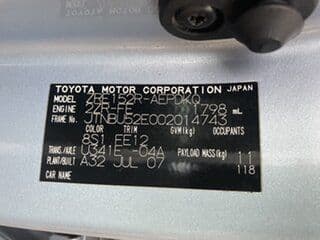 TOYOTA MOTOR CORPORATION JAPAN
MODEL ZRE152R-AEPDKQ
ENGINE 2ZR-FE 1798 mL
FRAME No. JTNBU52E002014743
COLOR TRIM GVM(kg) OCCUPANTS
8S1 FE12
TRANS./AXLE U341E -04A PAYLOAD MASS(kg) 11
PLANT/BUILT A32 JUL 07 118
CAR NAME